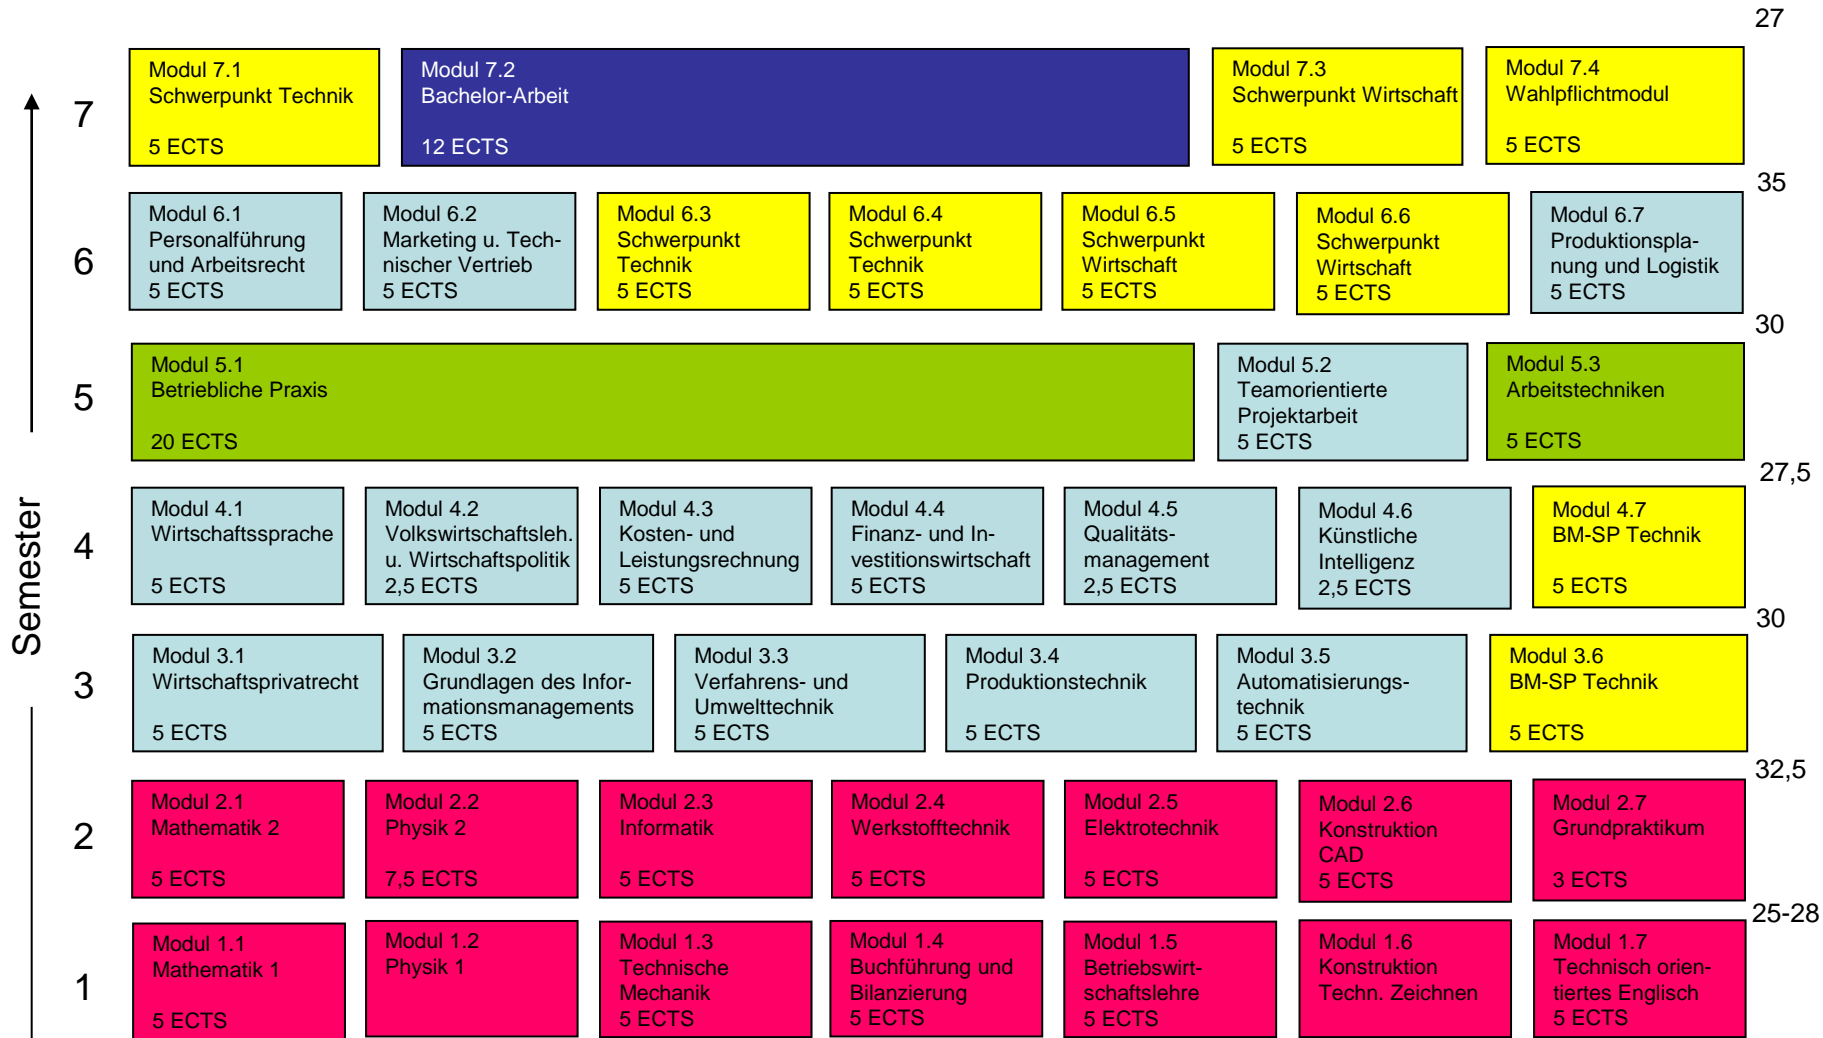 27
Modul 7.1
Schwerpunkt Technik
5 ECTS
Modul 7.2
Bachelor-Arbeit
12 ECTS
Modul 7.3
Schwerpunkt Wirtschaft
5 ECTS
Modul 7.4
Wahlpflichtmodul
5 ECTS
7
35
Modul 6.1
Personalführung
und Arbeitsrecht
5 ECTS
Modul 6.2
Marketing u. Tech-
nischer Vertrieb
5 ECTS
Modul 6.3
Schwerpunkt
Technik
5 ECTS
Modul 6.4
Schwerpunkt
Technik
5 ECTS
Modul 6.5
Schwerpunkt
Wirtschaft
5 ECTS
Modul 6.6
Schwerpunkt
Wirtschaft
5 ECTS
Modul 6.7
Produktionspla-
nung und Logistik
5 ECTS
6
30
Modul 5.1
Betriebliche Praxis
20 ECTS
Modul 5.2
Teamorientierte
Projektarbeit
5 ECTS
Modul 5.3
Arbeitstechniken
5 ECTS
5
27,5
Modul 4.1
Wirtschaftssprache
5 ECTS
Modul 4.2
Volkswirtschaftsleh.
u. Wirtschaftspolitik
2,5 ECTS
Modul 4.3
Kosten- und
Leistungsrechnung
5 ECTS
Modul 4.4
Finanz- und In-
vestitionswirtschaft
5 ECTS
Modul 4.5
Qualitäts-
management
2,5 ECTS
Modul 4.6
Künstliche
Intelligenz
2,5 ECTS
Modul 4.7
BM-SP Technik
5 ECTS
4
Semester
30
Modul 3.1
Wirtschaftsprivatrecht
5 ECTS
Modul 3.2
Grundlagen des Infor-
mationsmanagements
5 ECTS
Modul 3.3
Verfahrens- und
Umwelttechnik
5 ECTS
Modul 3.4
Produktionstechnik
5 ECTS
Modul 3.5
Automatisierungs-
technik
5 ECTS
Modul 3.6
BM-SP Technik
5 ECTS
3
32,5
Modul 2.1
Mathematik 2
5 ECTS
Modul 2.2
Physik 2
7,5 ECTS
Modul 2.3
Informatik
5 ECTS
Modul 2.4
Werkstofftechnik
5 ECTS
Modul 2.5
Elektrotechnik
5 ECTS
Modul 2.6
Konstruktion
CAD
5 ECTS
Modul 2.7
Grundpraktikum
3 ECTS
2
25-28
Modul 1.1
Mathematik 1
5 ECTS
Modul 1.2
Physik 1
Modul 1.3
Technische
Mechanik
5 ECTS
Modul 1.4
Buchführung und
Bilanzierung
5 ECTS
Modul 1.5
Betriebswirt-
schaftslehre
5 ECTS
Modul 1.6
Konstruktion
Techn. Zeichnen
Modul 1.7
Technisch orien-
tiertes Englisch
5 ECTS
1